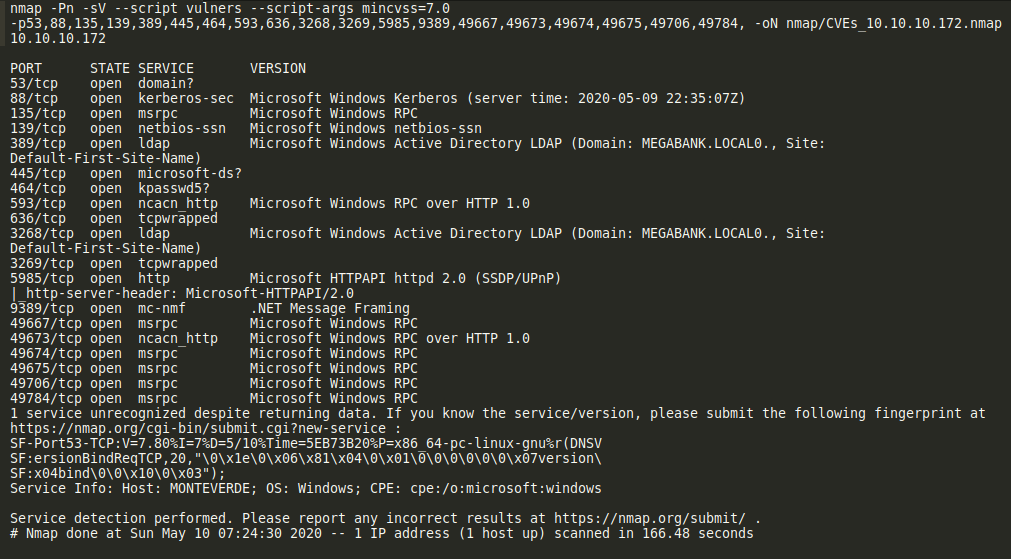 nmap -Pn -sV --script vulners --script-args mincvss=7.0
-p53,88,135,139,389,445,464,593,636,3268,3269,5985,9389,49667,49673,49674,49675,49706,49784, -oN nmap/CVEs_10.10.10.172.nmap
10.10.10.172

PORT      STATE SERVICE       VERSION
53/tcp    open  domain?
88/tcp    open  kerberos-sec  Microsoft Windows Kerberos (server time: 2020-05-09 22:35:07Z)
135/tcp   open  msrpc         Microsoft Windows RPC
139/tcp   open  netbios-ssn   Microsoft Windows netbios-ssn
389/tcp   open  ldap          Microsoft Windows Active Directory LDAP (Domain: MEGABANK.LOCAL0., Site:
Default-First-Site-Name)
445/tcp   open  microsoft-ds?
464/tcp   open  kpasswd5?
593/tcp   open  ncacn_http    Microsoft Windows RPC over HTTP 1.0
636/tcp   open  tcpwrapped
3268/tcp  open  ldap          Microsoft Windows Active Directory LDAP (Domain: MEGABANK.LOCAL0., Site:
Default-First-Site-Name)
3269/tcp  open  tcpwrapped
5985/tcp  open  http          Microsoft HTTPAPI httpd 2.0 (SSDP/UPnP)
|_http-server-header: Microsoft-HTTPAPI/2.0
9389/tcp  open  mc-nmf        .NET Message Framing
49667/tcp open  msrpc         Microsoft Windows RPC
49673/tcp open  ncacn_http    Microsoft Windows RPC over HTTP 1.0
49674/tcp open  msrpc         Microsoft Windows RPC
49675/tcp open  msrpc         Microsoft Windows RPC
49706/tcp open  msrpc         Microsoft Windows RPC
49784/tcp open  msrpc         Microsoft Windows RPC
1 service unrecognized despite returning data. If you know the service/version, please submit the following fingerprint at
https://nmap.org/cgi-bin/submit.cgi?new-service :
SF-Port53-TCP:V=7.80%I=7%D=5/10%Time=5EB73B20%P=x86_64-pc-linux-gnu%r(DNSV
SF:ersionBindReqTCP,20,"\0\x1e\0\x06\x81\x04\0\x01\0\0\0\0\0\0\x07version\
SF:x04bind\0\0\x10\0\x03");
Service Info: Host: MONTEVERDE; OS: Windows; CPE: cpe:/o:microsoft:windows

Service detection performed. Please report any incorrect results at https://nmap.org/submit/ .
# Nmap done at Sun May 10 07:24:30 2020 -- 1 IP address (1 host up) scanned in 166.48 seconds